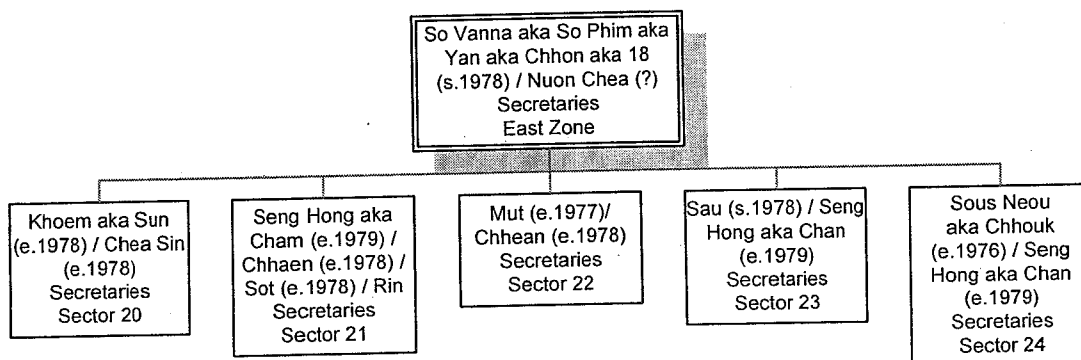 So Vanna aka So Phim aka
Yan aka Chhon aka 18
(s.1978) / Nuon Chea (?)
Secretaries
East Zone
Khoem aka Sun
(e.1978) / Chea Sin
(e.1978)
Secretaries
Sector 20
Seng Hong aka
Cham (e.1979) /
Chhaen (e.1978) /
Sot (e.1978) / Rin
Secretaries
Sector 21
Mut (e.1977)/
Chhean (e.1978)
Secretaries
Sector 22
Sau (s.1978) / Seng
Hong aka Chan
(e.1979)
Secretaries
Sector 23
Sous Neou
aka Chhouk
(e.1976) / Seng
Hong aka Chan
(e.1979)
Secretaries
Sector 24